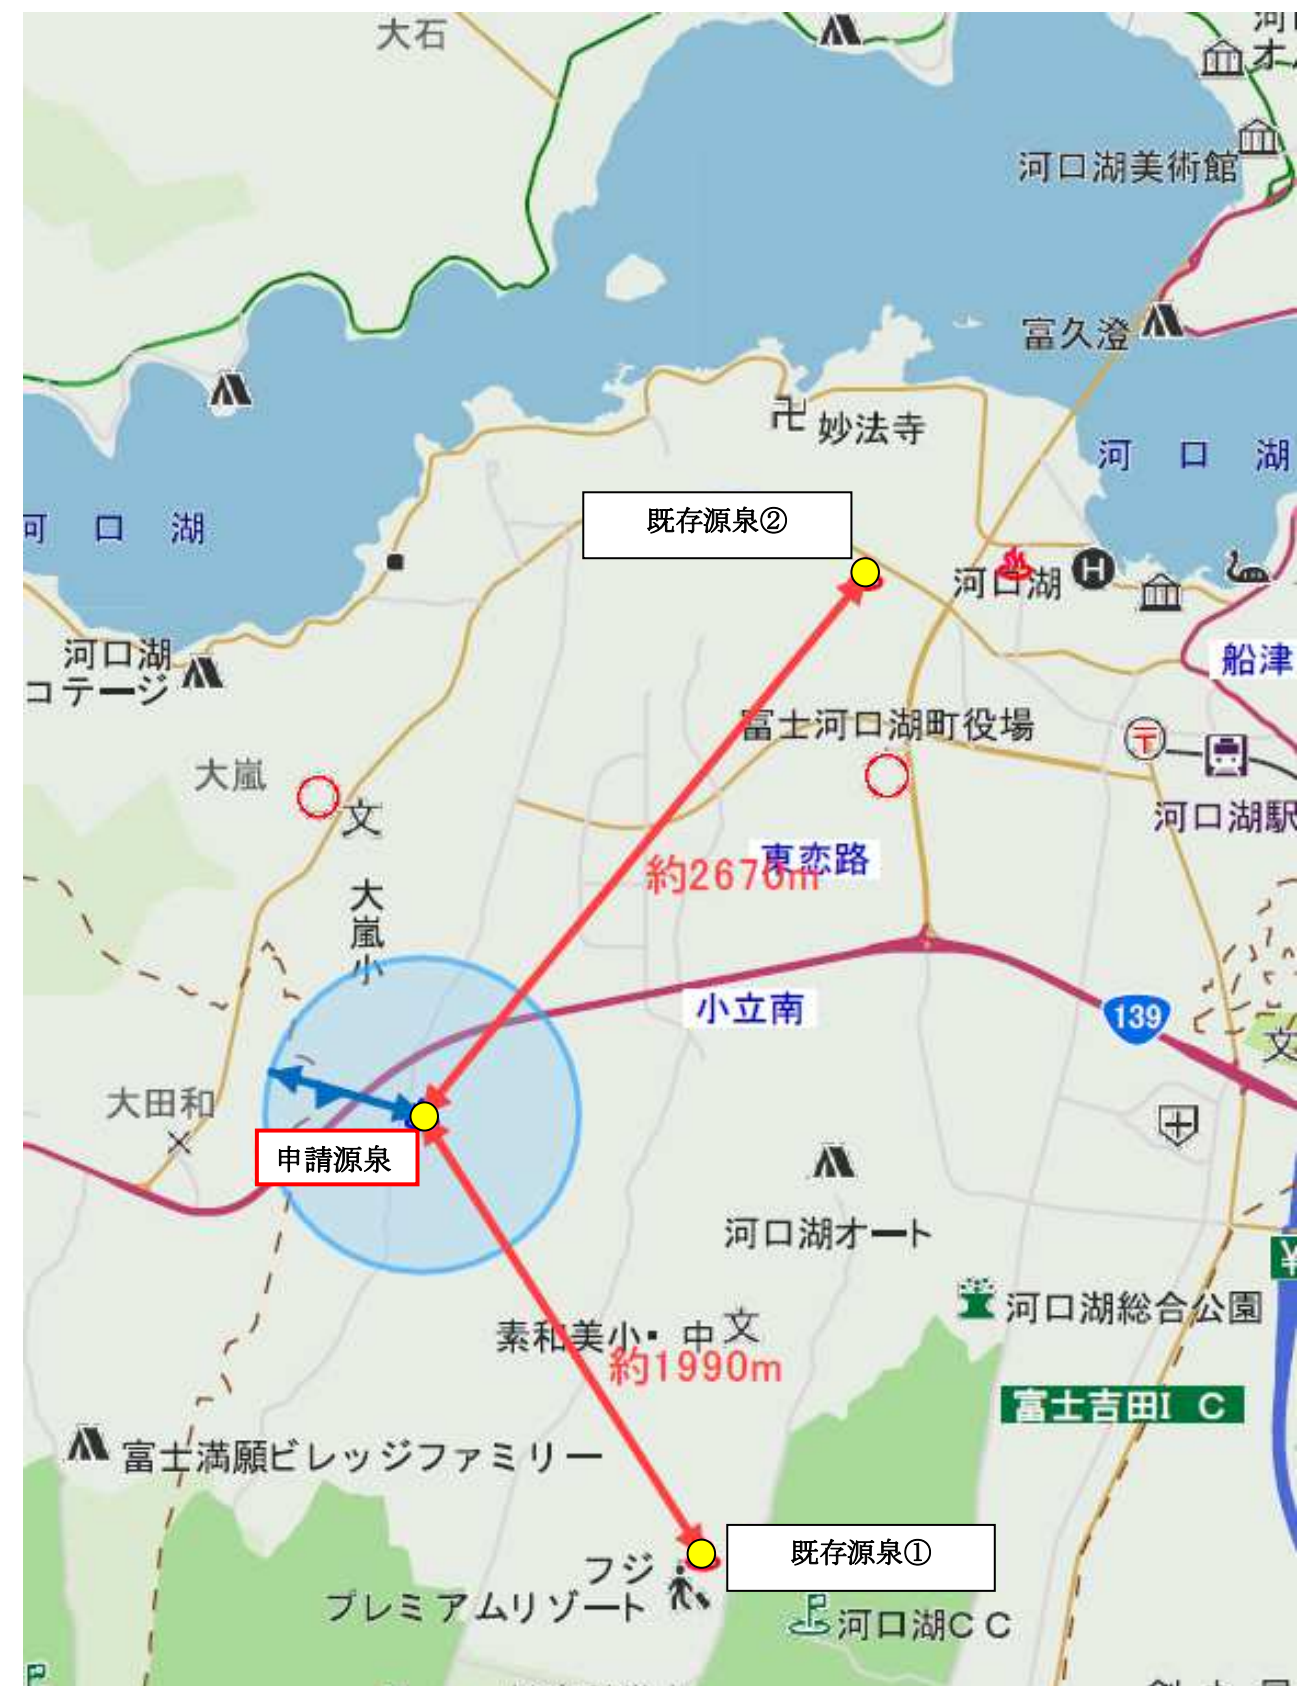 大石
河口湖美術館
富久澄
妙法寺
河口湖
既存源泉②
河口湖
河口湖
船津
河口湖
コテージ
富士河口湖町役場
大嵐
文
河口湖駅
東恋路
約2670m
大嵐小
小立南
139
文
大田和
申請源泉
河口湖オート
河口湖総合公園
素和美小・中文
約1990m
富士吉田I C
富士満願ビレッジファミリー
既存源泉①
フジ
プレミアムリゾート
河口湖CC